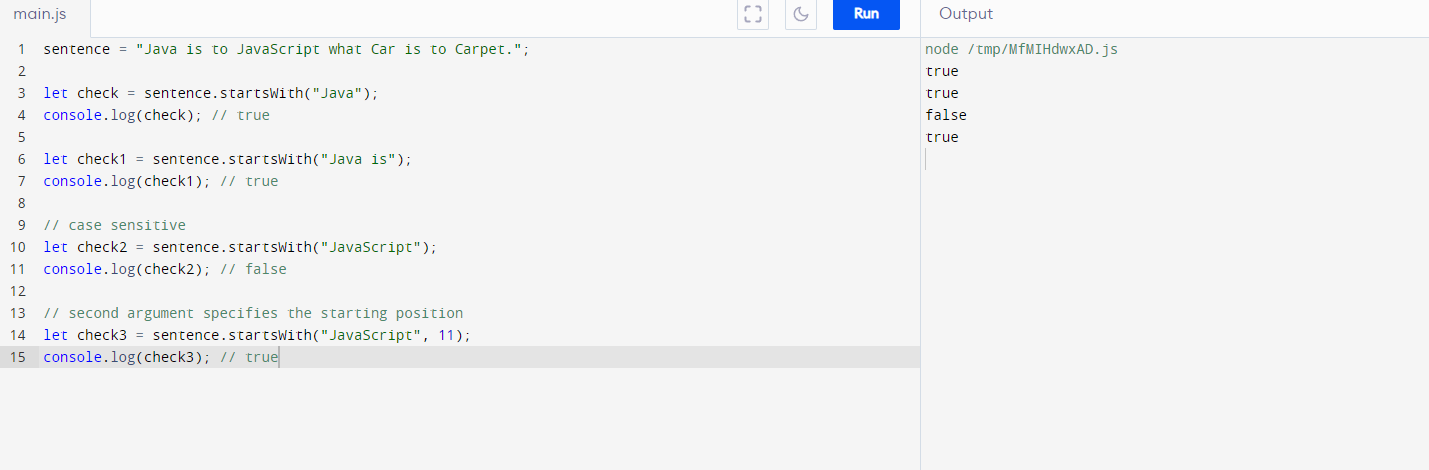 main.js
Run
Output
1 sentence = "Java is to JavaScript what Car is to Carpet.";
2
3 let check = sentence.startsWith("Java");
4 console.log(check); // true
5
6 let check1 = sentence.startsWith("Java is");
7 console.log(check1); // true
8
9 // case sensitive
10 let check2 = sentence.startsWith("JavaScript");
11 console.log(check2); // false
12
13 // second argument specifies the starting position
14 let check3 = sentence.startsWith("JavaScript", 11);
15 console.log(check3); // true
node /tmp/MfMIHdwxAD.js
true
true
false
true